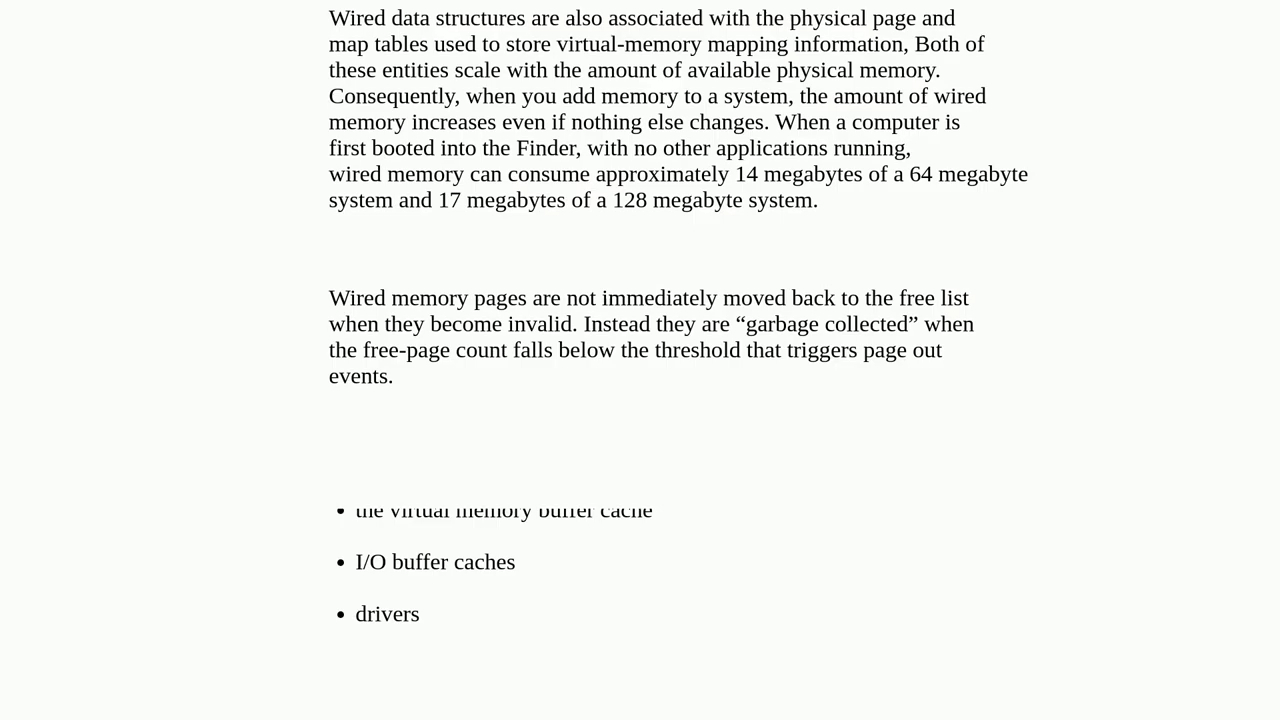 Wired data structures are also associated with the physical page and
map tables used to store virtual-memory mapping information, Both of
these entities scale with the amount of available physical memory.
Consequently, when you add memory to a system, the amount of wired
memory increases even if nothing else changes. When a computer is
first booted into the Finder, with no other applications running,
wired memory can consume approximately 14 megabytes of a 64 megabyte
system and 17 megabytes of a 128 megabyte system.
Wired memory pages are not immediately moved back to the free list
when they become invalid. Instead they are “garbage collected” when
the free-page count falls below the threshold that triggers page out
events.
• the virtual memory buffer cache
• I/O buffer caches
• drivers